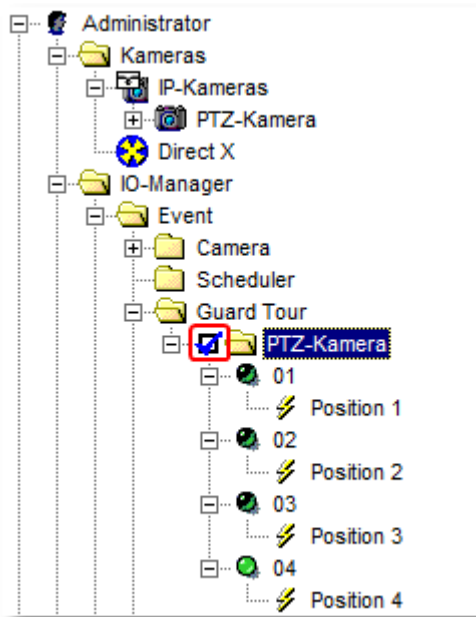 Administrator
Kameras
IP-Kameras
PTZ-Kamera
Direct X
IO-Manager
Event
Camera
Scheduler
Guard Tour
PTZ-Kamera
01
Position 1
02
Position 2
03
Position 3
04
Position 4